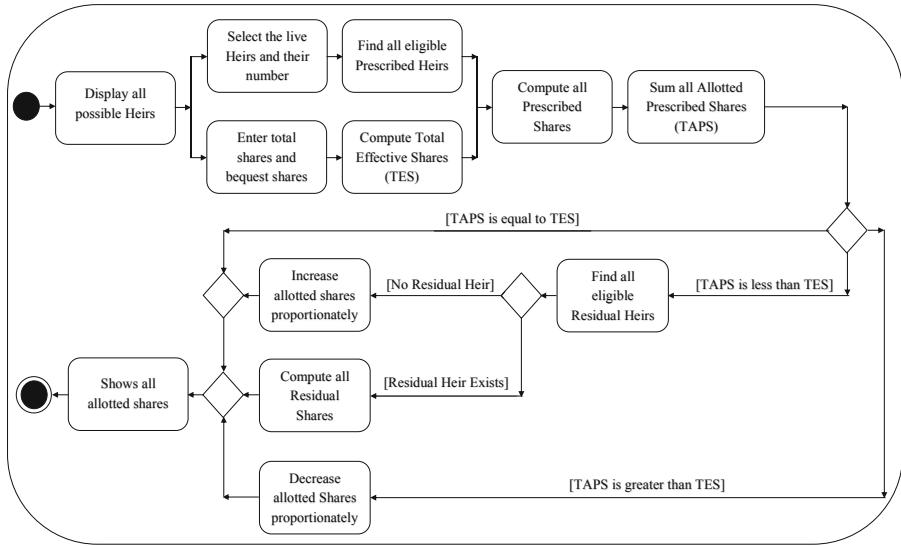 Display all
possible Heirs
Select the live
Heirs and their
number
Find all eligible
Prescribed Heirs
Enter total
shares and
bequest shares
Compute Total
Effective Shares
(TES)
Compute all
Prescribed
Shares
Sum all Allotted
Prescribed Shares
(TAPS)
[TAPS is equal to TES]
[TAPS is less than TES]
Find all
eligible
Residual Heirs
[No Residual Heir]
Increase
allotted shares
proportionately
[Residual Heir Exists]
Compute all
Residual
Shares
Shows all
allotted shares
[TAPS is greater than TES]
Decrease
allotted Shares
proportionately